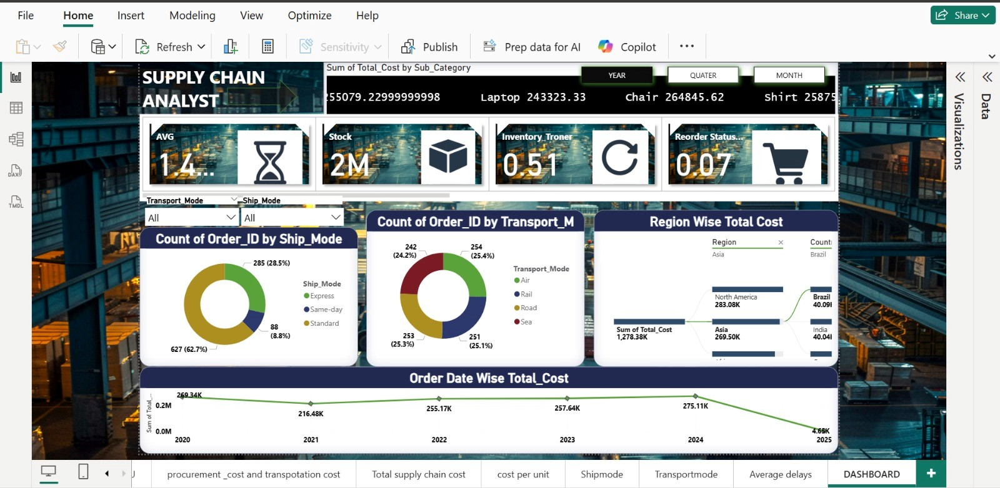 File Home Insert Modeling View Optimize Help Share
Refresh Sensitivity Publish Prep data for AI Copilot
SUPPLY CHAIN
ANALYST
Sum of Total_Cost by Sub_Category
YEAR QUATER MONTH
255079.22999999998 Laptop 243323.33 Chair 264845.62 Shirt 25875
AVG
1.4...
Stock
2M
Inventory_Troner
0.51
Reorder Status...
0.07
Transport_Mode Ship_Mode
All All
Count of Order_ID by Ship_Mode
285 (28.5%)
88
(8.8%)
627 (62.7%)
Ship_Mode
Express
Same-day
Standard
Count of Order_ID by Transport_M
242
(24.2%)
254
(25.4%)
253
(25.3%)
251
(25.1%)
Transport_Mode
Air
Rail
Road
Sea
Region Wise Total Cost
Region Count
Asia Brazil
North America
283.08K
Sum of Total_Cost
1,278.38K
Asia
269.50K
Brazil
40.09
India
40.04
Order Date Wise Total_Cost
Sum of Total_...
0.2M
0.0M
269.34K
216.48K
255.17K
257.64K
275.11K
2020 2021 2022 2023 2024 2025
Visualizations
Data
DAX
TMDL
procurement _cost and transpotation cost Total supply chain cost cost per unit Shipmode Transportmode Average delays DASHBOARD